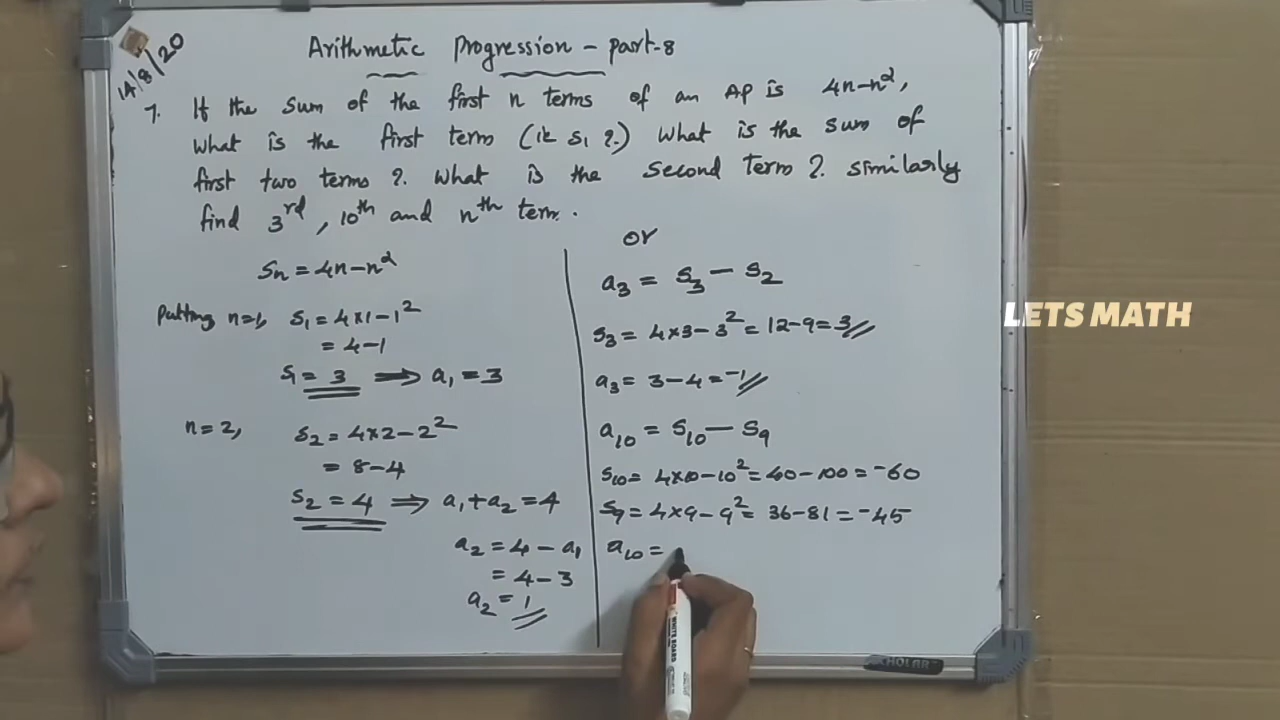 14/8/20
Arithmetic Progression – part-8
7. If the sum of the first n terms of an AP is 4n-n²,
what is the first term (ie S₁ ?.) what is the sum of
first two terms ?. what is the second term ?. similarly
find 3rd, 10th and nth term.
Sn = 4n-n²
Putting n=1, S₁ = 4×1-1²
= 4-1
S₁ = 3 ⟹ a₁ = 3
n=2, S₂ = 4×2-2²
= 8-4
S₂ = 4 ⟹ a₁+a₂ = 4
a₂ = 4-a₁
= 4-3
a₂ = 1
or
a₃ = S₃ - S₂
S₃ = 4×3-3² = 12-9 = 3
a₃ = 3-4 = -1
a₁₀ = S₁₀ - S₉
S₁₀ = 4×10-10² = 40-100 = -60
S₉ = 4×9-9² = 36-81 = -45
a₁₀ =
LETS MATH
WHITE BOARD
SCHOLAR